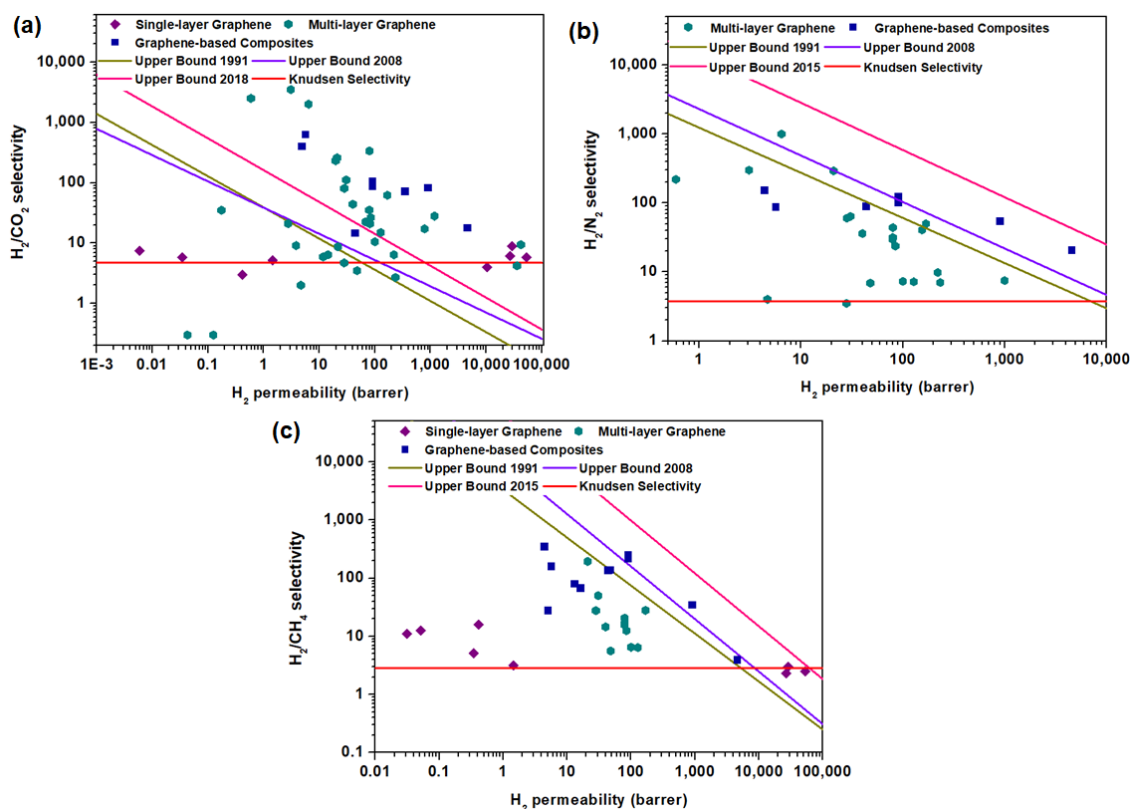 (a)
Single-layer Graphene Multi-layer Graphene
Graphene-based Composites
Upper Bound 1991 Upper Bound 2008
Upper Bound 2018 Knudsen Selectivity
10,000
1,000
100
10
1
H₂/CO₂ selectivity
1E-3 0.01 0.1 1 10 100 1,000 10,000 100,000
H₂ permeability (barrer)
(b)
Multi-layer Graphene Graphene-based Composites
Upper Bound 1991 Upper Bound 2008
Upper Bound 2015 Knudsen Selectivity
10,000
1,000
100
10
1
H₂/N₂ selectivity
1 10 100 1,000 10,000
H₂ permeability (barrer)
(c)
Single-layer Graphene Multi-layer Graphene
Graphene-based Composites
Upper Bound 1991 Upper Bound 2008
Upper Bound 2015 Knudsen Selectivity
10,000
1,000
100
10
1
0.1
H₂/CH₄ selectivity
0.01 0.1 1 10 100 1,000 10,000 100,000
H₂ permeability (barrer)